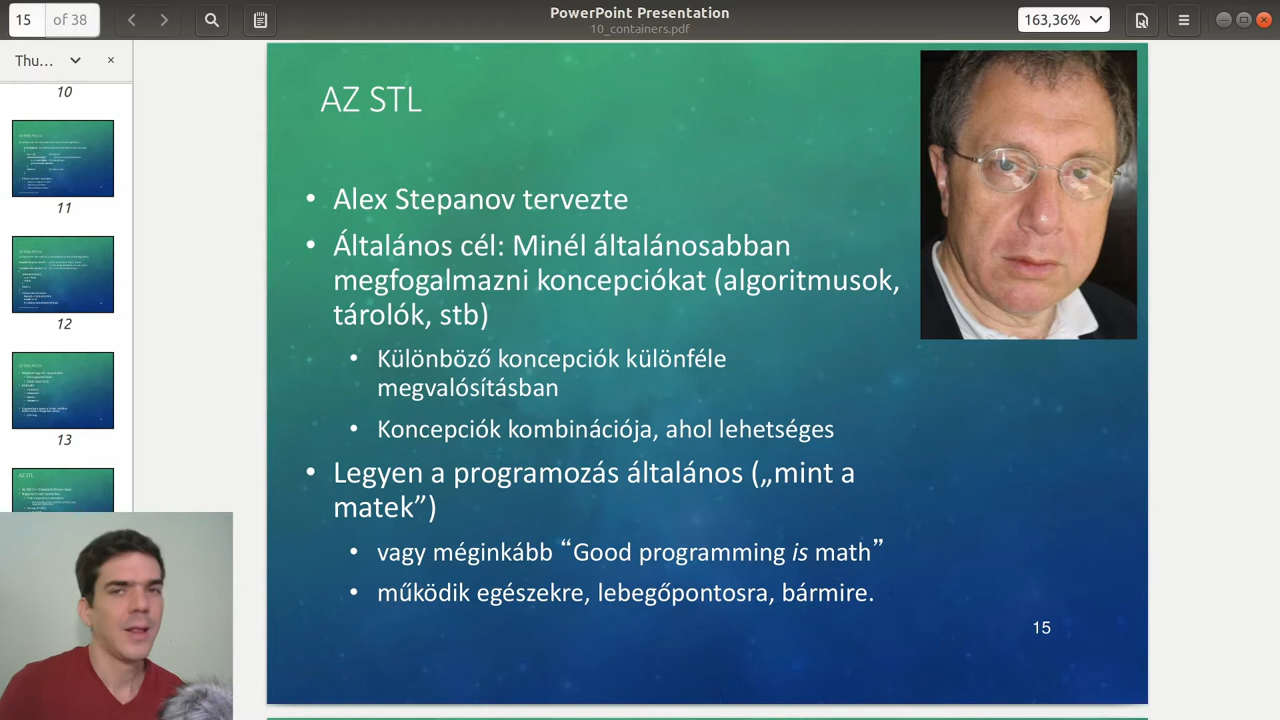 15
of 38
PowerPoint Presentation
10_containers.pdf
163,36%
Thu...
10
11
12
13
AZ STL
• Alex Stepanov tervezte
• Általános cél: Minél általánosabban
megfogalmazni koncepciókat (algoritmusok,
tárolók, stb)
• Különböző koncepciók különféle
megvalósításban
• Koncepciók kombinációja, ahol lehetséges
• Legyen a programozás általános („mint a
matek”)
• vagy méginkább “Good programming is math”
• működik egészekre, lebegőpontosra, bármire.
15